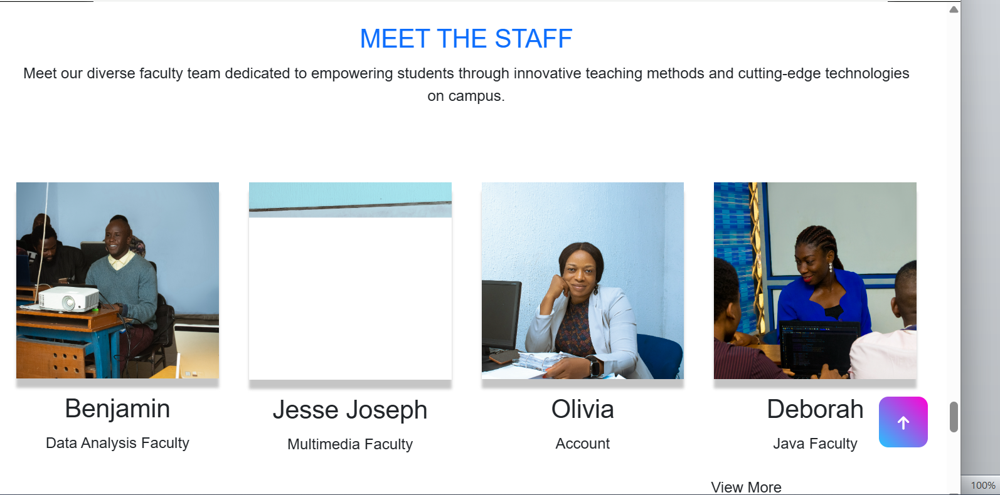 MEET THE STAFF
Meet our diverse faculty team dedicated to empowering students through innovative teaching methods and cutting-edge technologies
on campus.
Benjamin
Jesse Joseph
Olivia
Deborah
Data Analysis Faculty
Multimedia Faculty
Account
Java Faculty
View More
100%